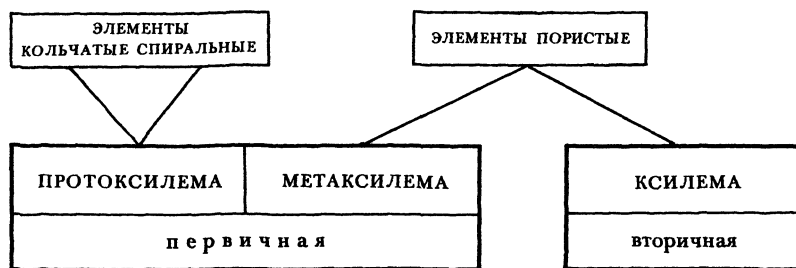 ЭЛЕМЕНТЫ
КОЛЬЧАТЫЕ СПИРАЛЬНЫЕ
ЭЛЕМЕНТЫ ПОРИСТЫЕ
ПРОТОКСИЛЕМА
МЕТАКСИЛЕМА
КСИЛЕМА
первичная
вторичная